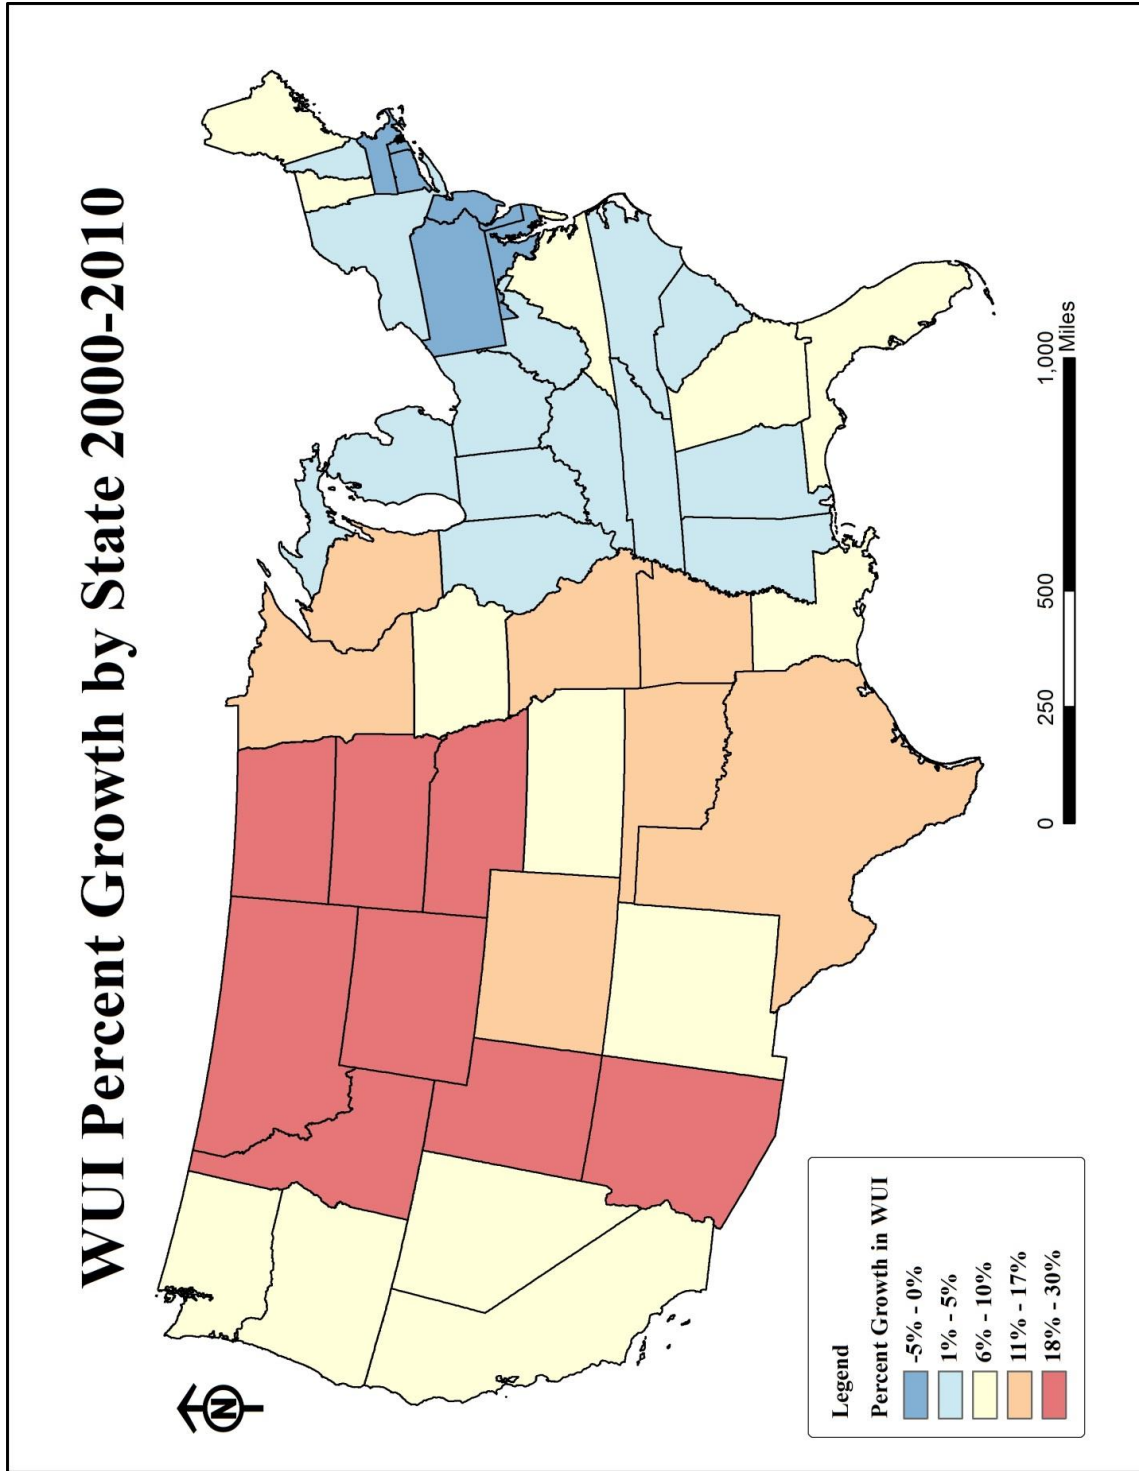 WUI Percent Growth by State 2000-2010
N
Legend
Percent Growth in WUI
-5% - 0%
1% - 5%
6% - 10%
11% - 17%
18% - 30%
0 250 500 1,000
Miles